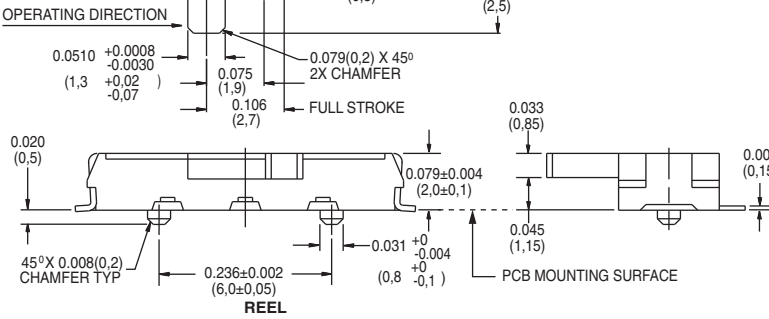 (2,5)
OPERATING DIRECTION
0.0510 +0.0008
-0.0030
(1,3 +0,02 )
-0,07
0.079(0,2) X 45⁰
2X CHAMFER
0.075
(1,9)
0.106
(2,7)
FULL STROKE
0.020
(0,5)
0.033
(0,85)
0.079±0.004
(2,0±0,1)
0.045
(1,15)
45⁰X 0.008(0,2)
CHAMFER TYP
0.236±0.002
(6,0±0,05)
0.031 +0
-0.004
(0,8 +0 )
-0,1
PCB MOUNTING SURFACE
REEL